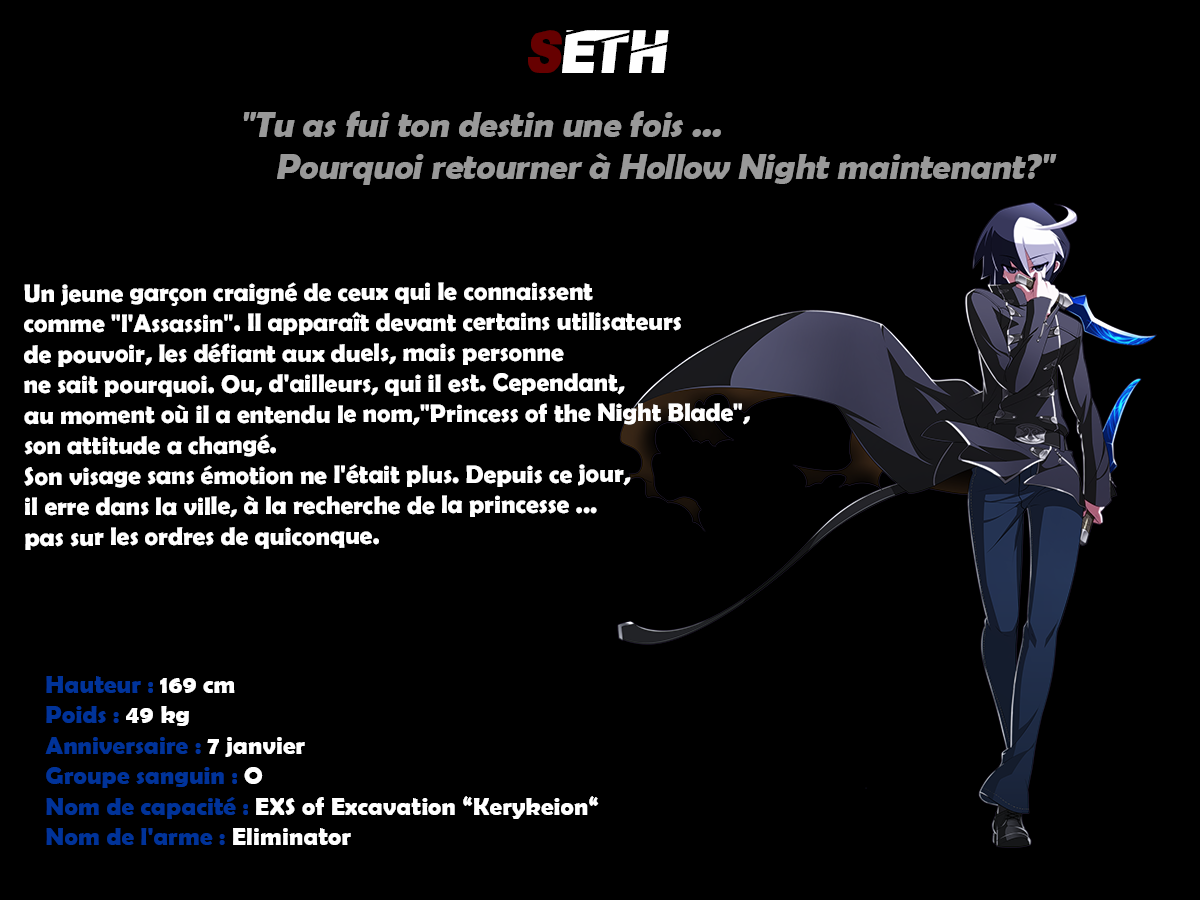 SETH
"Tu as fui ton destin une fois ...
Pourquoi retourner à Hollow Night maintenant?"
Un jeune garçon craigné de ceux qui le connaissent
comme "l'Assassin". Il apparaît devant certains utilisateurs
de pouvoir, les défiant aux duels, mais personne
ne sait pourquoi. Ou, d'ailleurs, qui il est. Cependant,
au moment où il a entendu le nom,"Princess of the Night Blade",
son attitude a changé.
Son visage sans émotion ne l'était plus. Depuis ce jour,
il erre dans la ville, à la recherche de la princesse ...
pas sur les ordres de quiconque.
Hauteur : 169 cm
Poids : 49 kg
Anniversaire : 7 janvier
Groupe sanguin : O
Nom de capacité : EXS of Excavation “Kerykeion“
Nom de l'arme : Eliminator